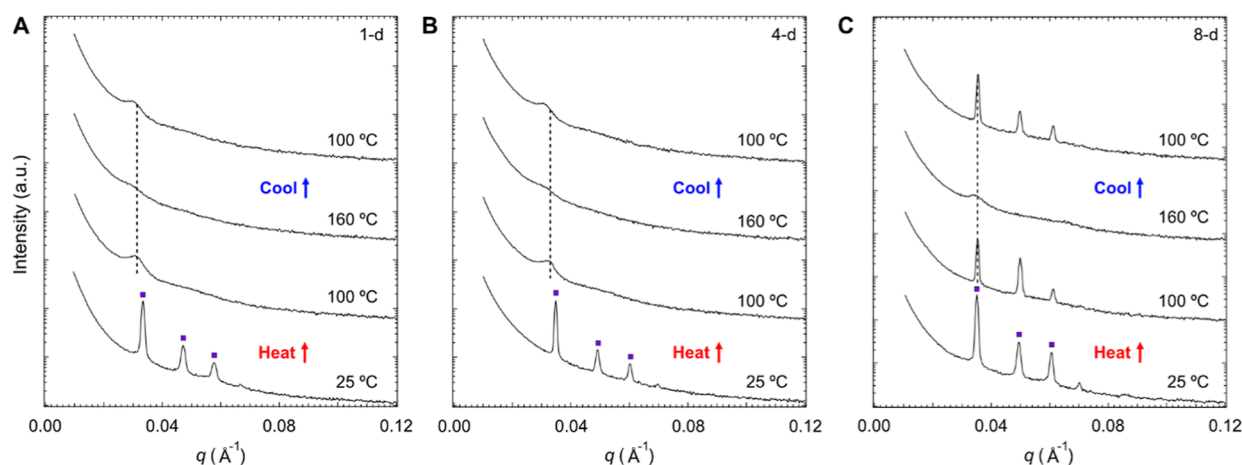 A
1-d
100 ºC
Cool
160 ºC
100 ºC
Heat
25 ºC
Intensity (a.u.)
0.00
0.04
0.08
0.12
q (Å⁻¹)
B
4-d
100 ºC
Cool
160 ºC
100 ºC
Heat
25 ºC
0.00
0.04
0.08
0.12
q (Å⁻¹)
C
8-d
100 ºC
Cool
160 ºC
100 ºC
Heat
25 ºC
0.00
0.04
0.08
0.12
q (Å⁻¹)